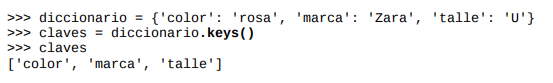 >>> diccionario = {'color': 'rosa', 'marca': 'Zara', 'talle': 'U'}
>>> claves = diccionario.keys()
>>> claves
['color', 'marca', 'talle']